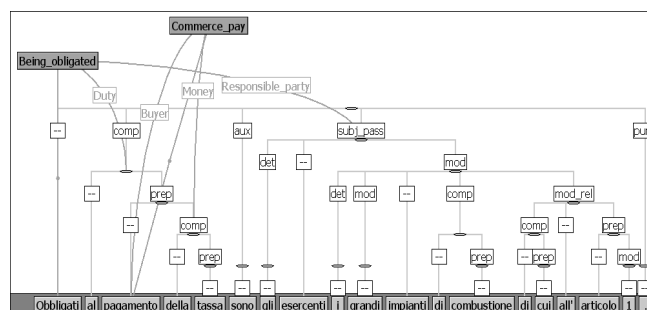 Commerce_pay
Being_obligated
Duty Buyer Money Responsible_party
-- comp aux subj_pass pun
det -- mod
-- prep det mod -- comp mod_rel
-- comp comp -- prep
-- prep -- prep -- prep -- mod
-- -- -- -- --
Obbligati al pagamento della tassa sono gli esercenti i grandi impianti di combustione di cui all' articolo 1 .